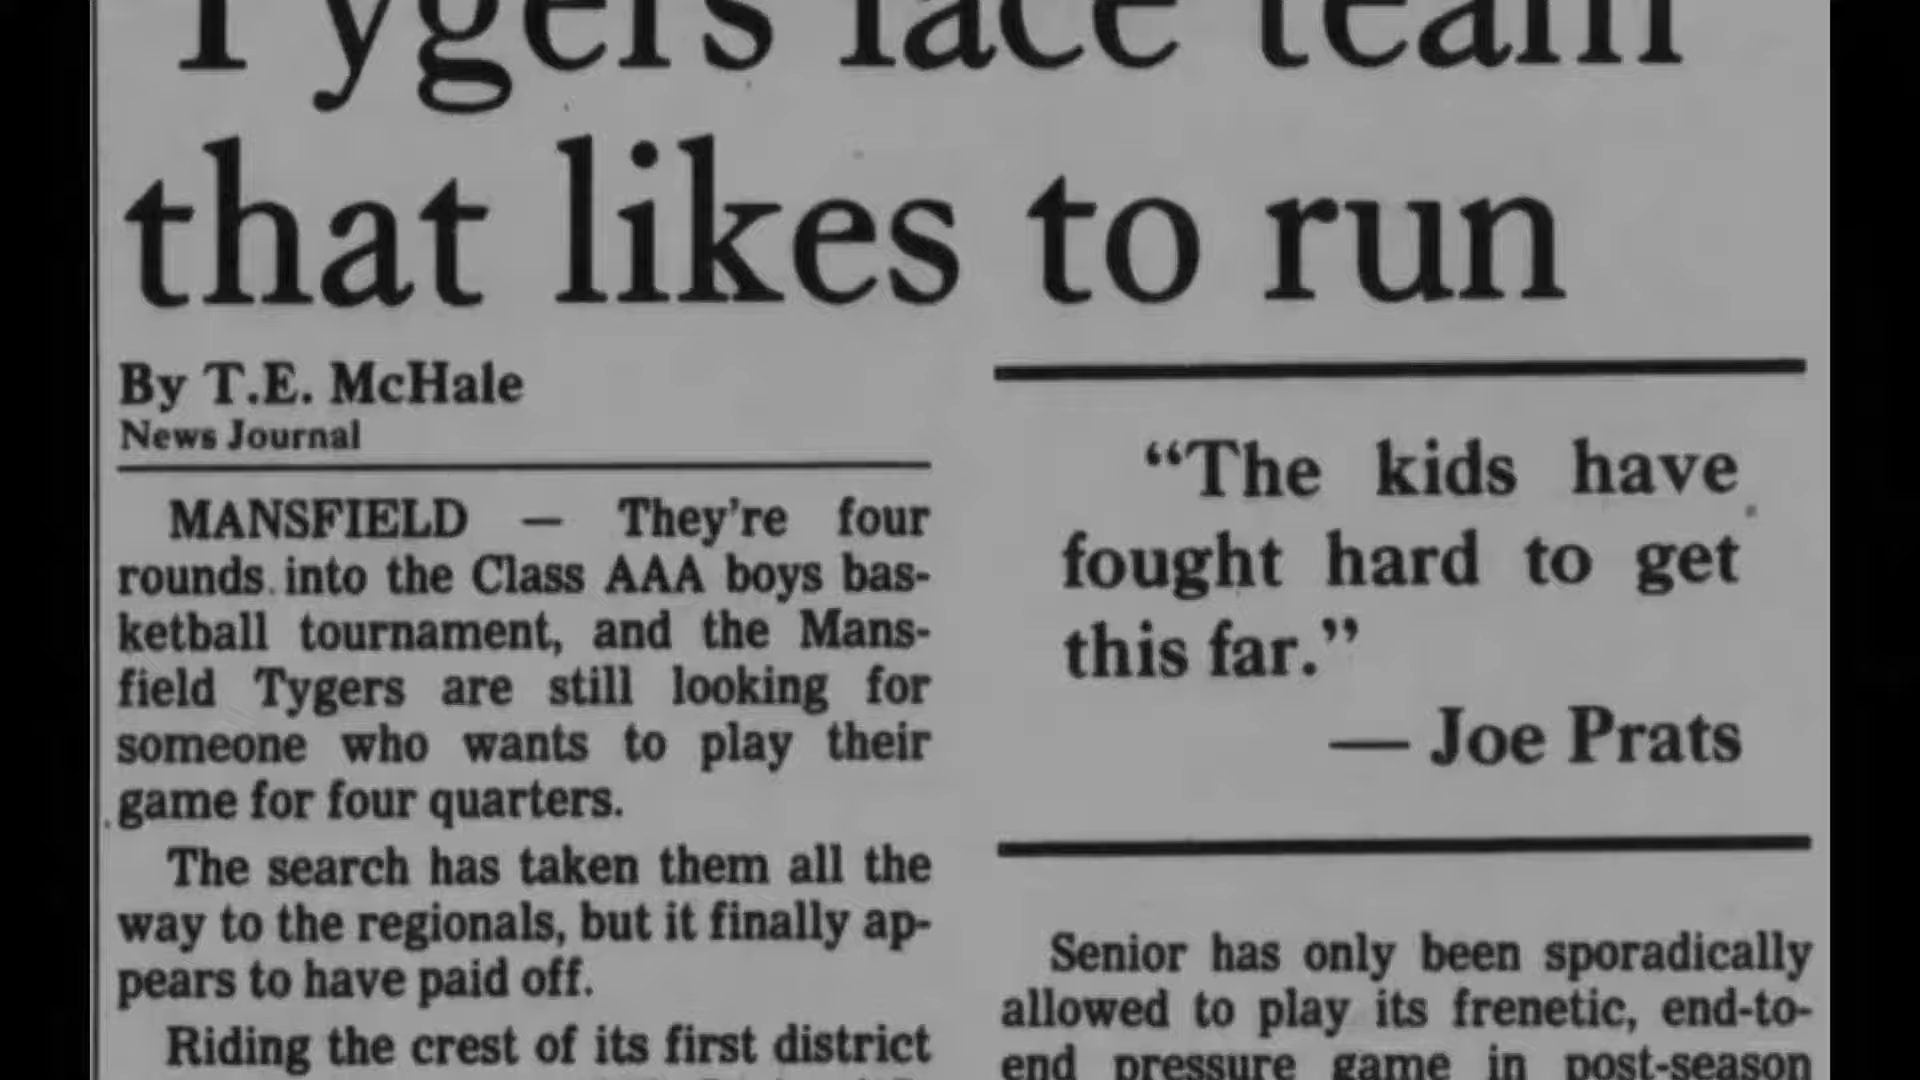 Tygers face team
that likes to run
By T.E. McHale
News Journal
MANSFIELD — They're four
rounds into the Class AAA boys bas-
ketball tournament, and the Mans-
field Tygers are still looking for
someone who wants to play their
game for four quarters.
The search has taken them all the
way to the regionals, but it finally ap-
pears to have paid off.
Riding the crest of its first district
“The kids have
fought hard to get
this far.”
— Joe Prats
Senior has only been sporadically
allowed to play its frenetic, end-to-
end pressure game in post-season